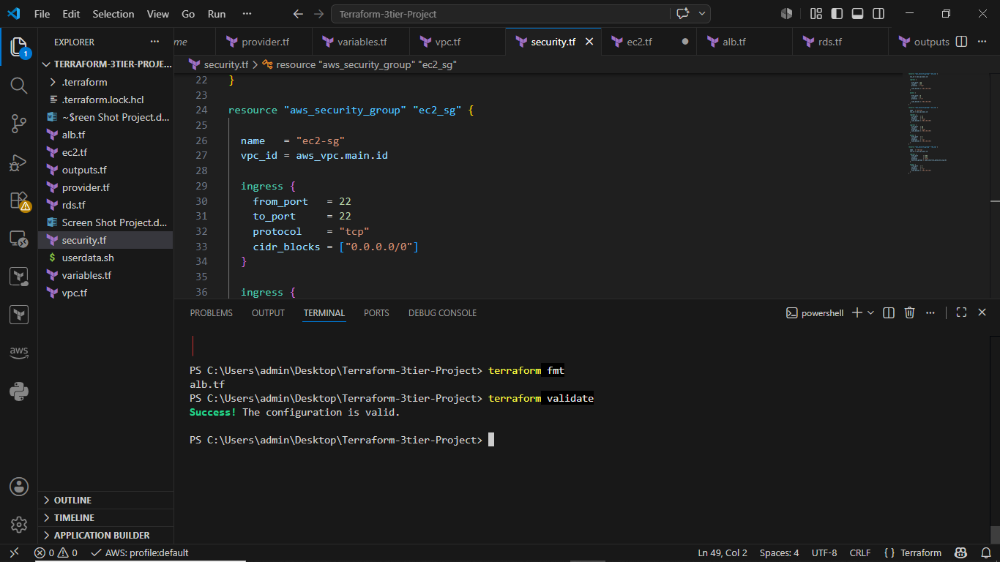 File Edit Selection View Go Run ··· Terraform-3tier-Project
EXPLORER ···
me provider.tf variables.tf vpc.tf security.tf ec2.tf alb.tf rds.tf outputs ···
security.tf > resource "aws_security_group" "ec2_sg"
TERRAFORM-3TIER-PROJE...
.terraform
.terraform.lock.hcl
~$reen Shot Project.d...
alb.tf
ec2.tf
outputs.tf
provider.tf
rds.tf
Screen Shot Project.d...
security.tf
$ userdata.sh
variables.tf
vpc.tf
1
aws
OUTLINE
TIMELINE
APPLICATION BUILDER
22 }
23
24 resource "aws_security_group" "ec2_sg" {
25
26 name   = "ec2-sg"
27 vpc_id = aws_vpc.main.id
28
29 ingress {
30 from_port   = 22
31 to_port     = 22
32 protocol    = "tcp"
33 cidr_blocks = ["0.0.0.0/0"]
34 }
35
36 ingress {
PROBLEMS OUTPUT TERMINAL PORTS DEBUG CONSOLE powershell ···
PS C:\Users\admin\Desktop\Terraform-3tier-Project> terraform fmt
alb.tf
PS C:\Users\admin\Desktop\Terraform-3tier-Project> terraform validate
Success! The configuration is valid.
PS C:\Users\admin\Desktop\Terraform-3tier-Project>
0 0 AWS: profile:default Ln 49, Col 2 Spaces: 4 UTF-8 CRLF { } Terraform